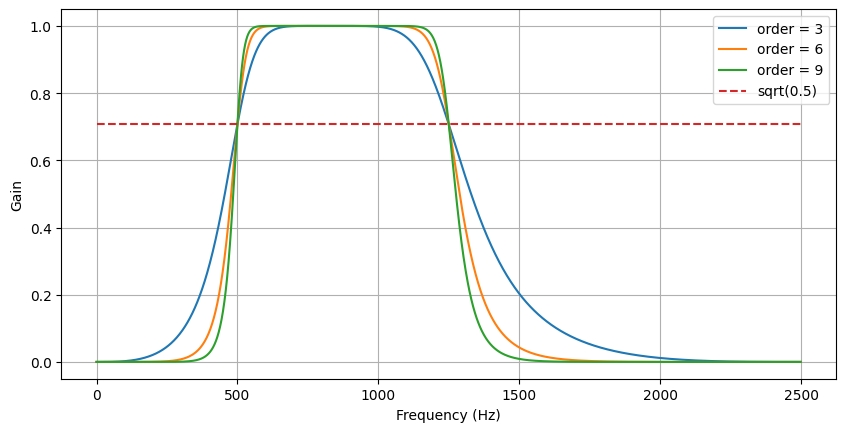 1.0
0.8
0.6
0.4
0.2
0.0
Gain
order = 3
order = 6
order = 9
sqrt(0.5)
0 500 1000 1500 2000 2500
Frequency (Hz)